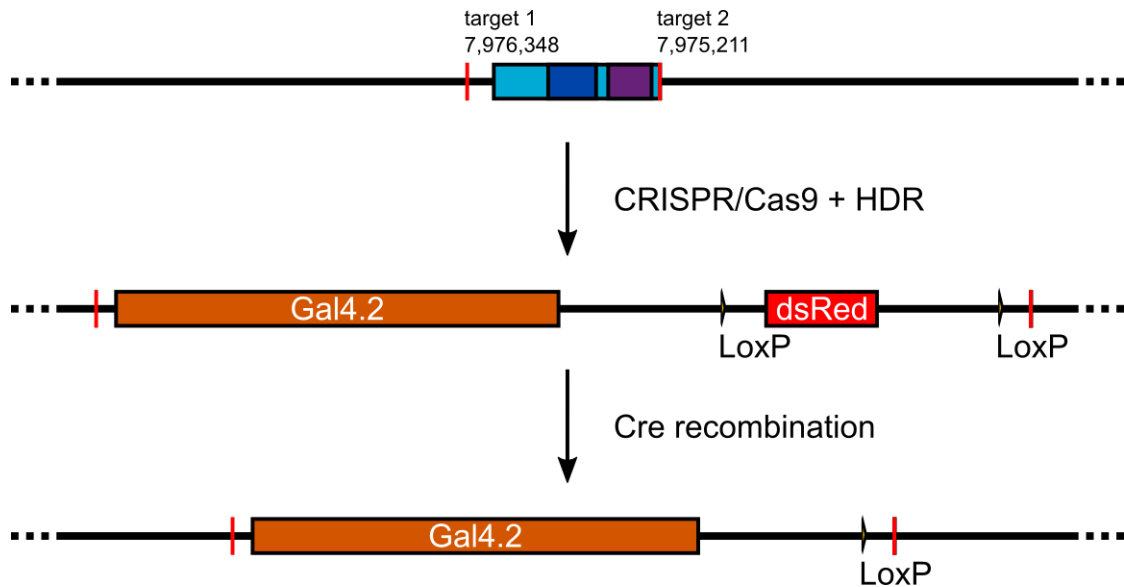 target 1
7,976,348
target 2
7,975,211
CRISPR/Cas9 + HDR
Gal4.2
dsRed
LoxP
LoxP
Cre recombination
Gal4.2
LoxP